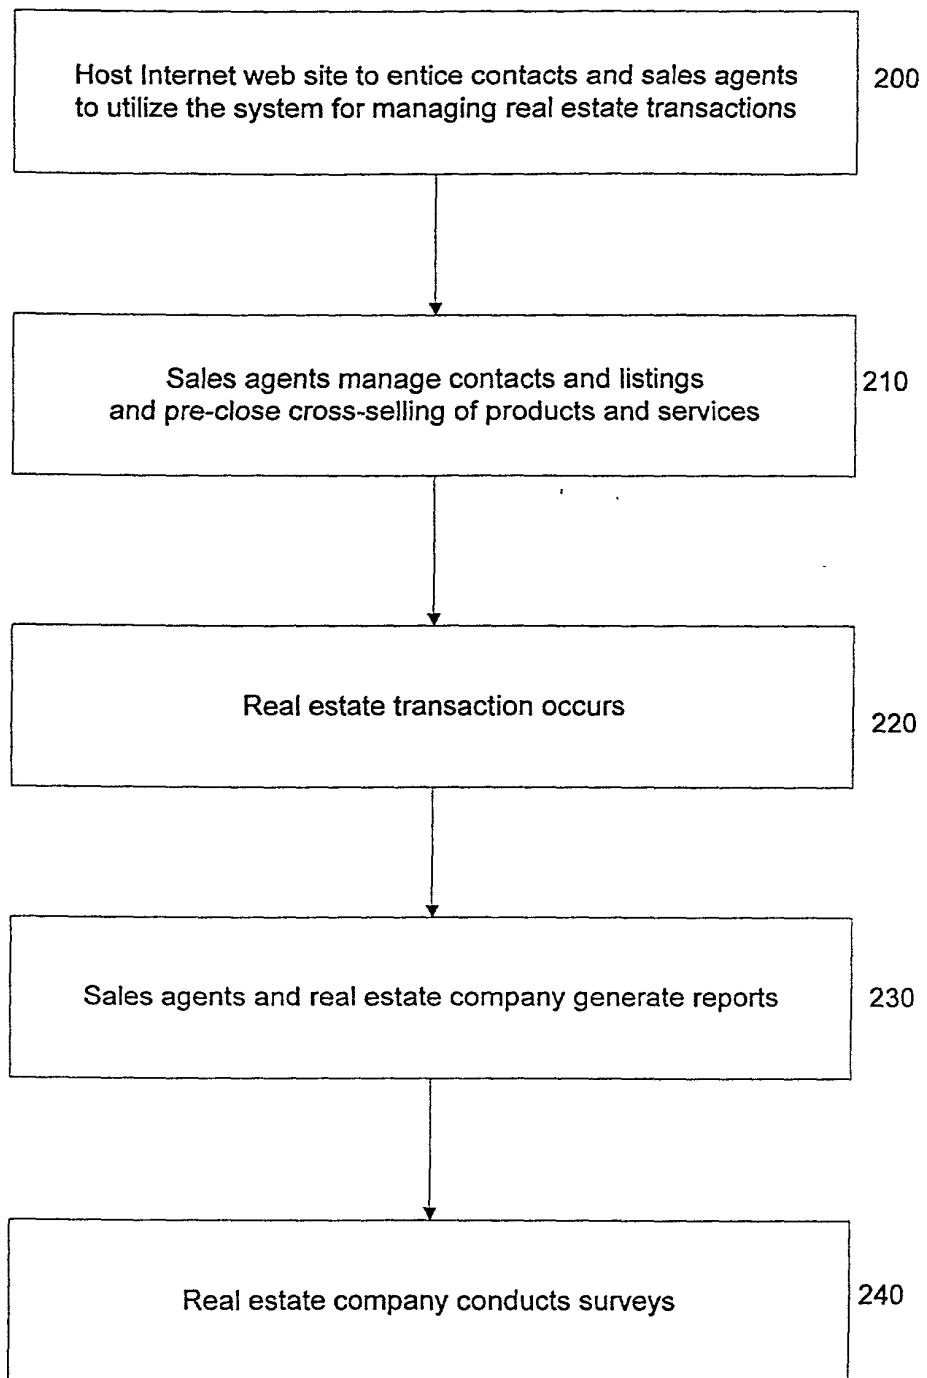 Host Internet web site to entice contacts and sales agents
to utilize the system for managing real estate transactions
200
Sales agents manage contacts and listings
and pre-close cross-selling of products and services
210
Real estate transaction occurs
220
Sales agents and real estate company generate reports
230
Real estate company conducts surveys
240